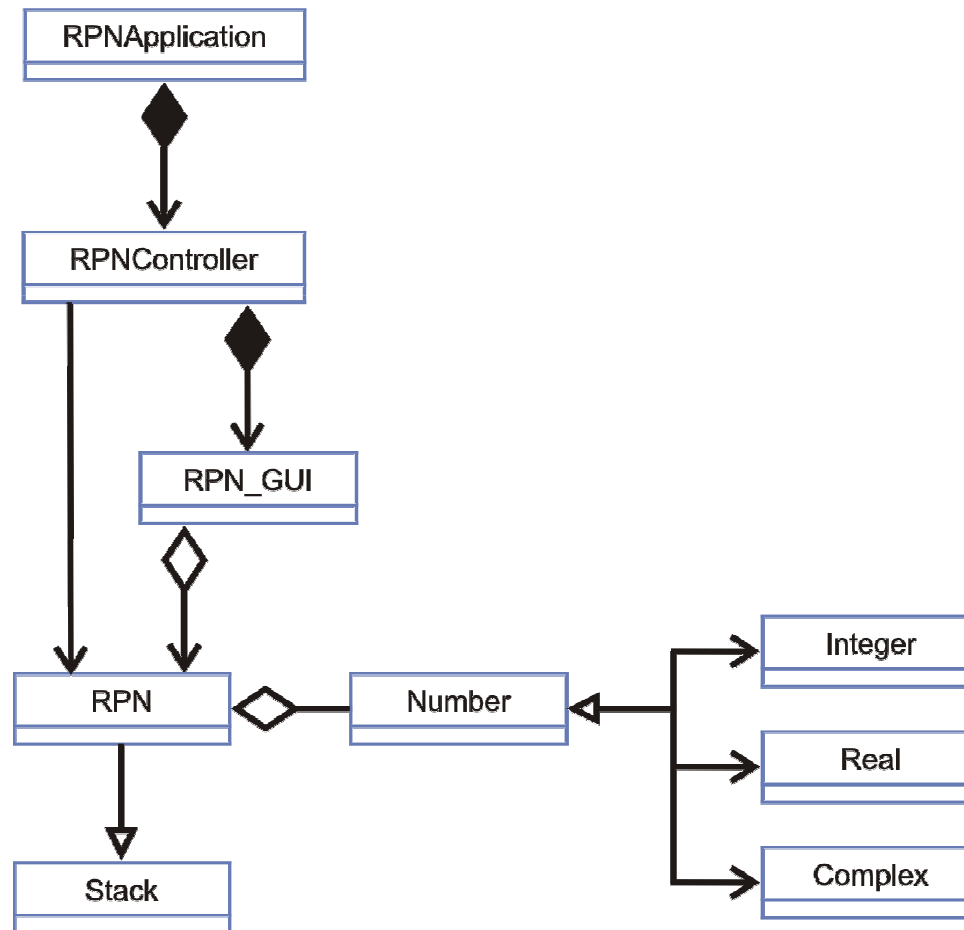 RPNApplication
RPNController
RPN_GUI
RPN
Number
Integer
Real
Complex
Stack